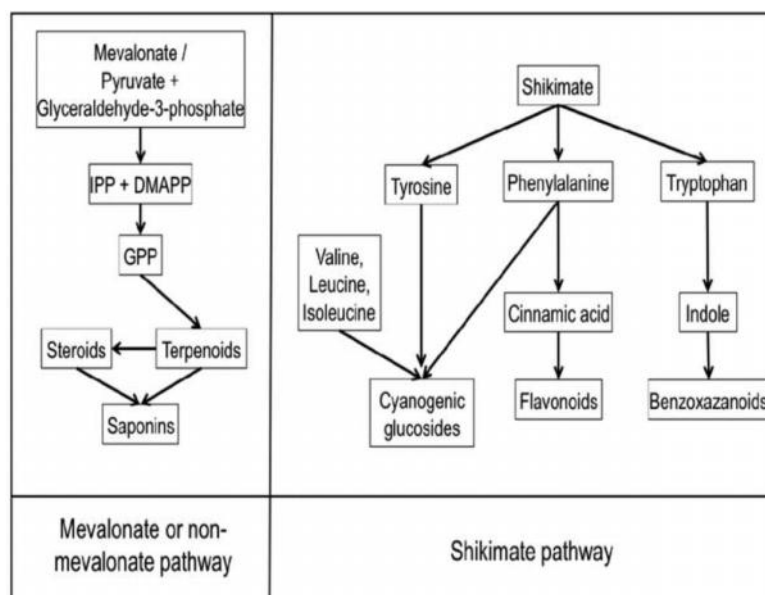 Mevalonate /
Pyruvate +
Glyceraldehyde-3-phosphate
IPP + DMAPP
GPP
Steroids
Terpenoids
Saponins
Mevalonate or non-
mevalonate pathway
Shikimate
Tyrosine
Phenylalanine
Tryptophan
Valine,
Leucine,
Isoleucine
Cinnamic acid
Indole
Cyanogenic
glucosides
Flavonoids
Benzoxazanoids
Shikimate pathway